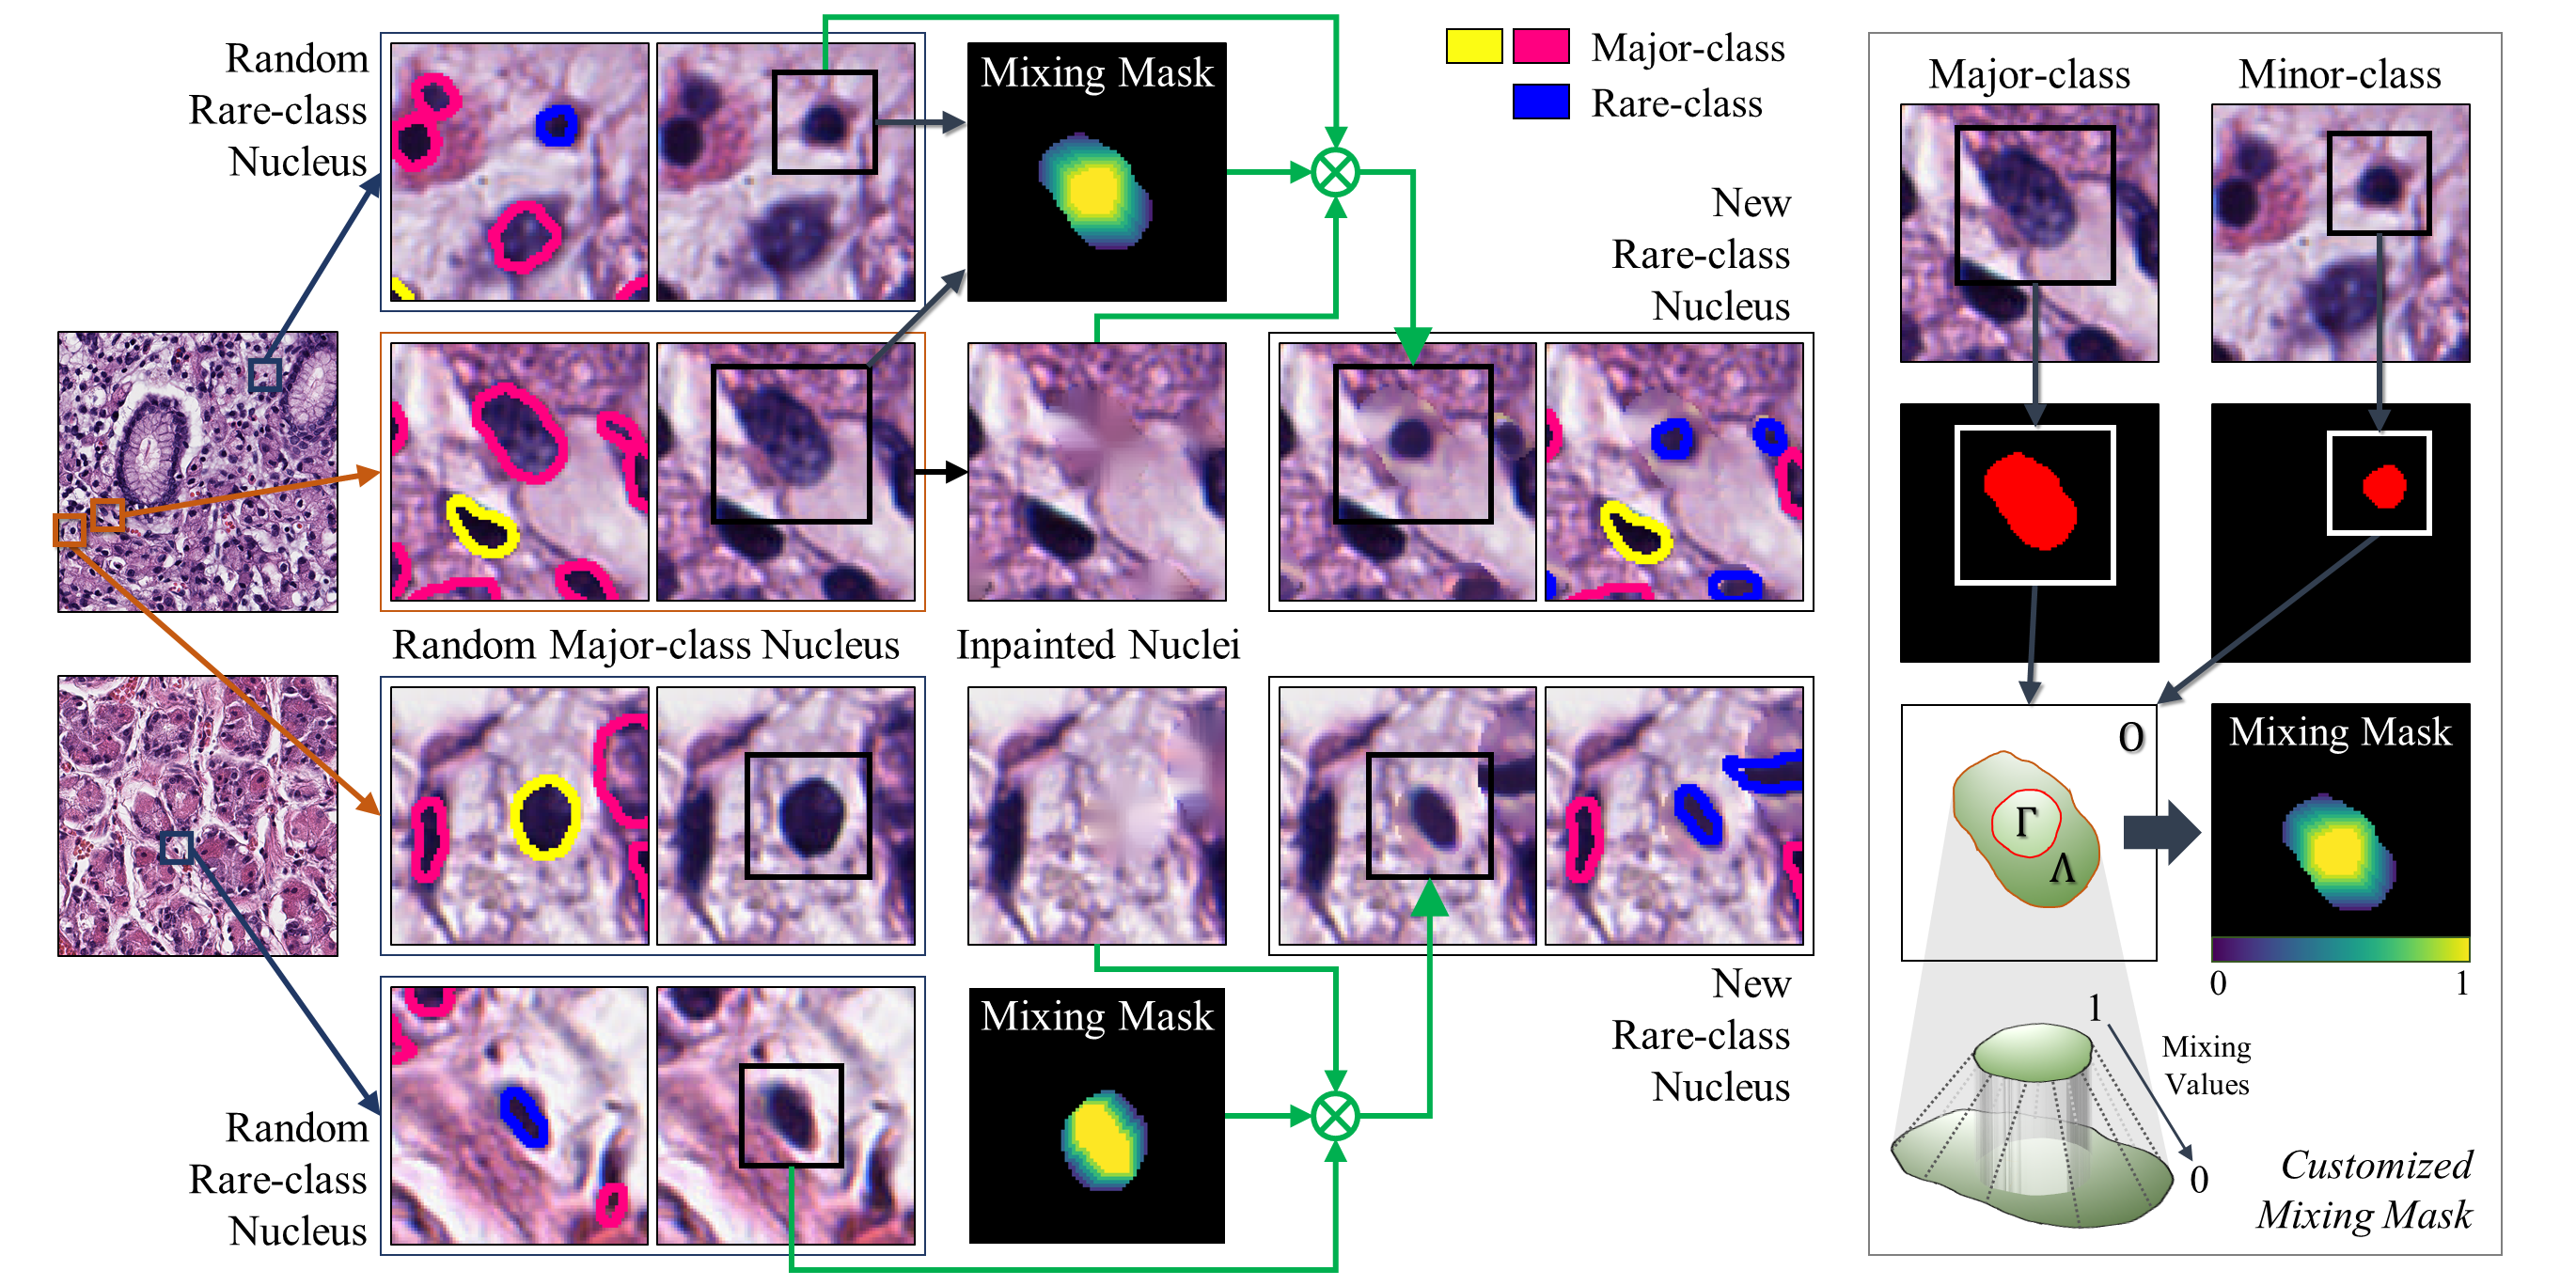 Random
Rare-class
Nucleus
Mixing Mask
Major-class
Rare-class
New
Rare-class
Nucleus
Random Major-class Nucleus
Inpainted Nuclei
Random
Rare-class
Nucleus
Mixing Mask
New
Rare-class
Nucleus
Major-class
Minor-class
O
Γ
Λ
Mixing Mask
0
1
1
Mixing
Values
0
Customized
Mixing Mask